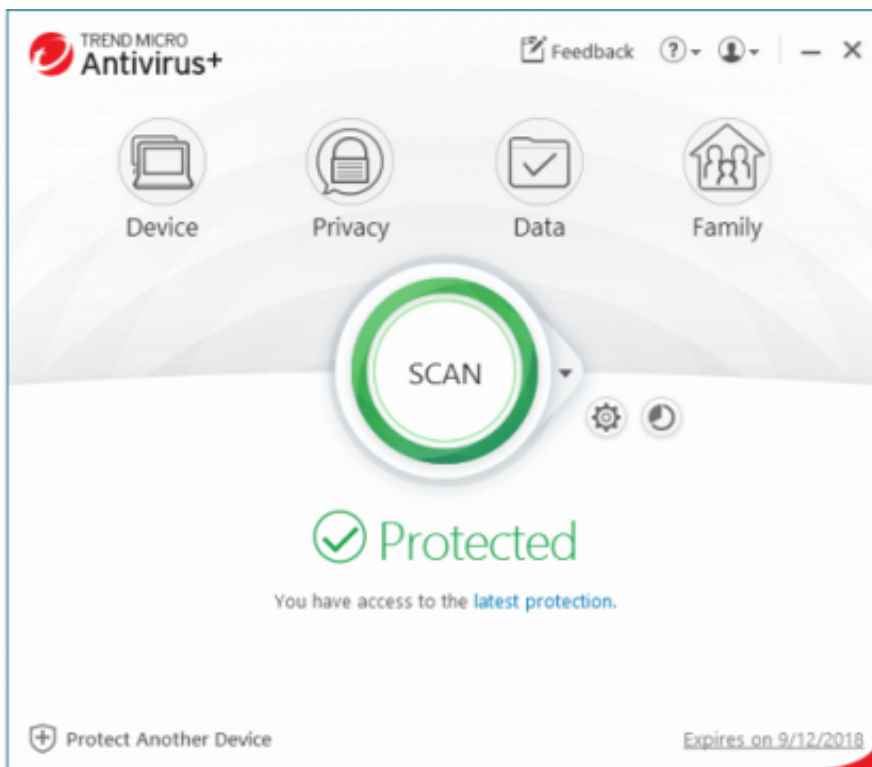 TREND MICRO
Antivirus+
Feedback
?
Device
Privacy
Data
Family
SCAN
Protected
You have access to the latest protection.
Protect Another Device
Expires on 9/12/2018